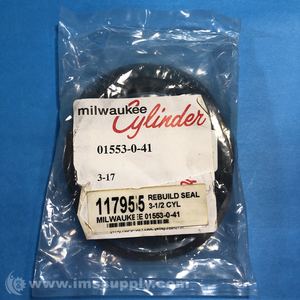 milwaukee
Cylinder
01553-0-41
3-17
117955 REBUILD SEAL
3-1/2 CYL
MILWAUKEE 01553-0-41
© www.imssupply.com